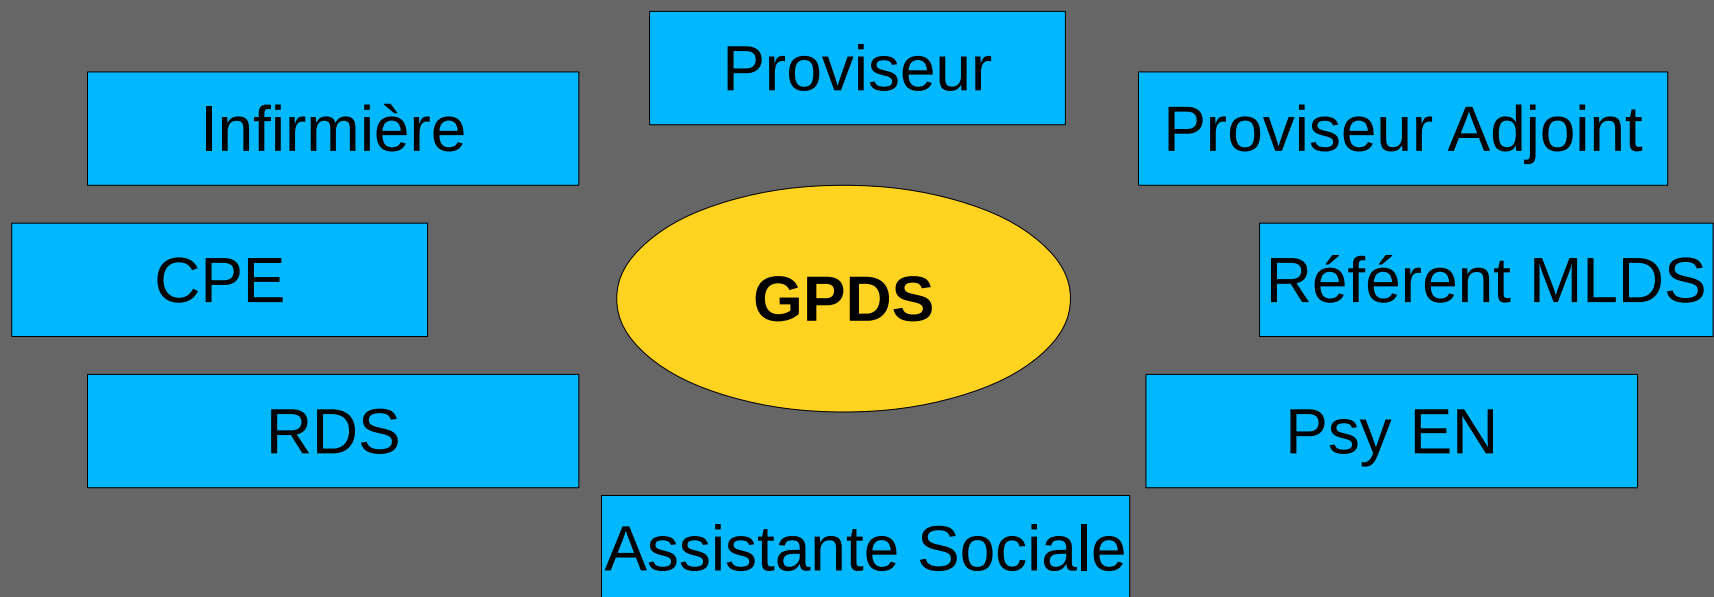 Proviseur
Infirmière
Proviseur Adjoint
CPE
GPDS
Référent MLDS
RDS
Psy EN
Assistante Sociale